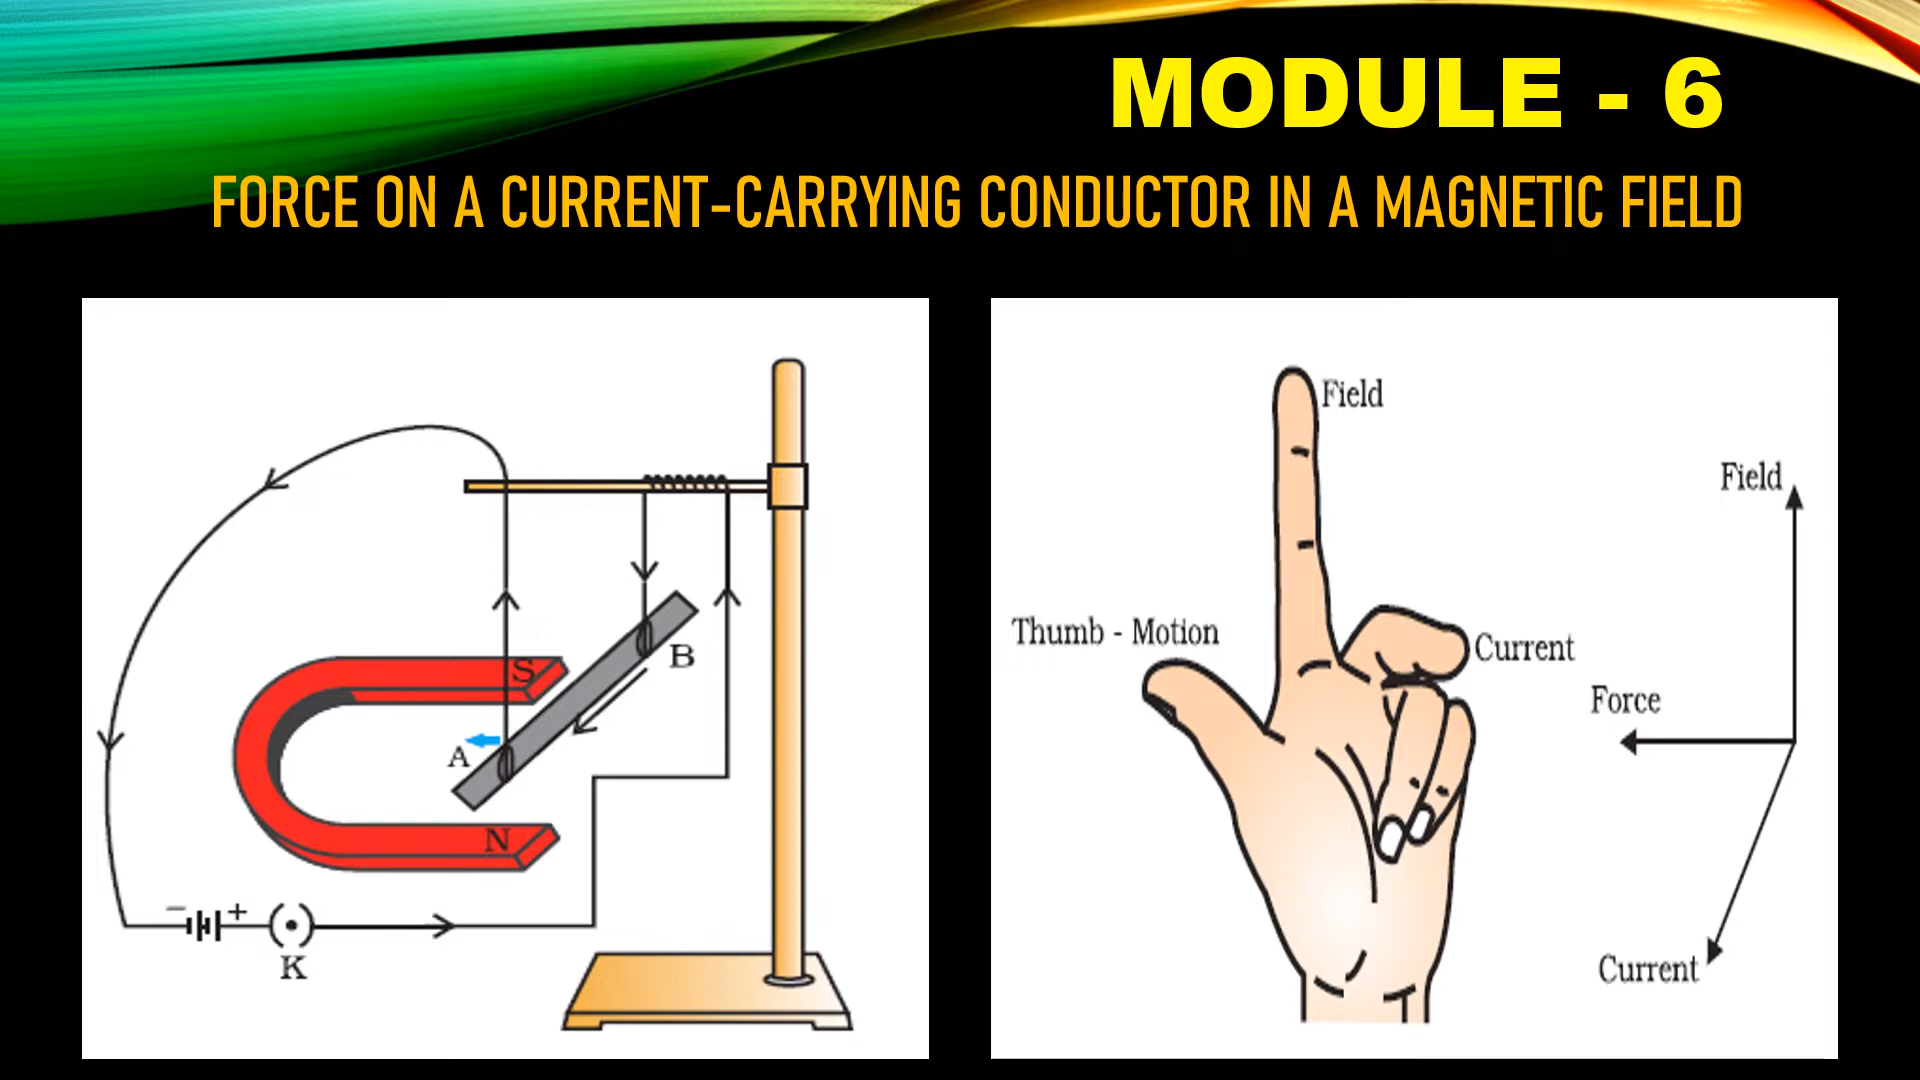 MODULE - 6
FORCE ON A CURRENT-CARRYING CONDUCTOR IN A MAGNETIC FIELD
S
B
A
N
− +
K
Field
Thumb - Motion
Current
Field
Force
Current